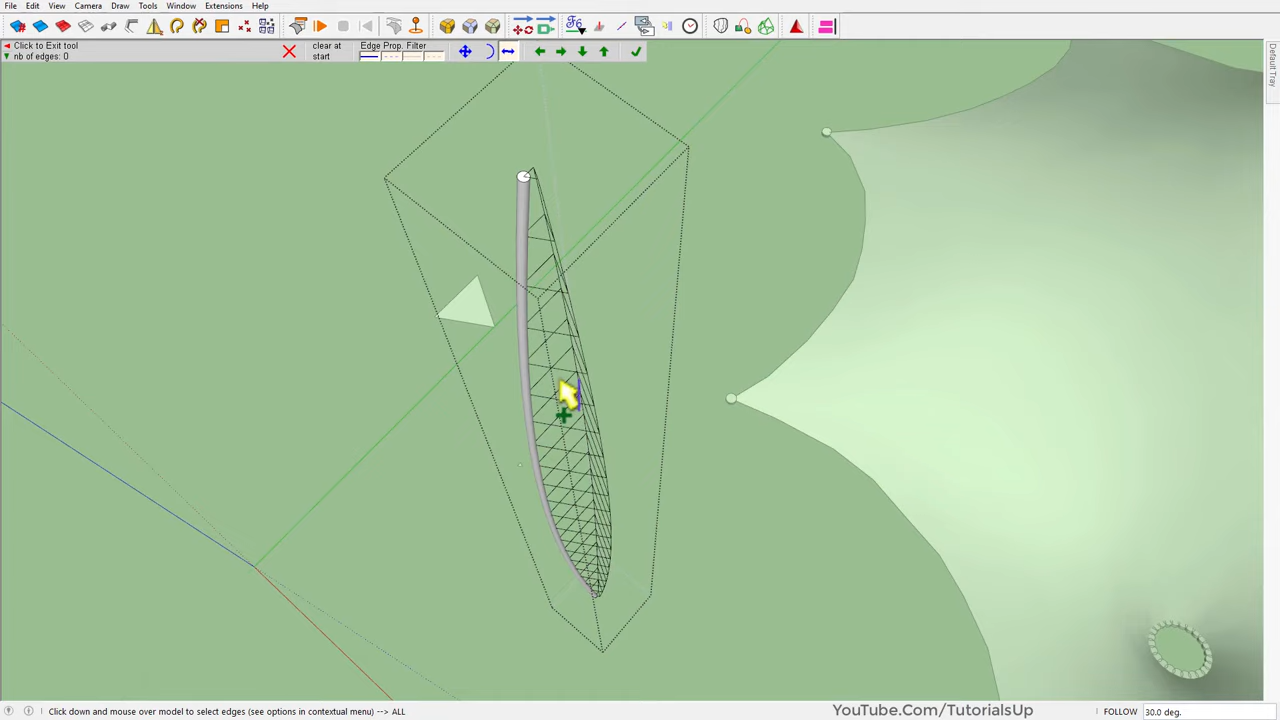 File Edit View Camera Draw Tools Window Extensions Help
Click to Exit tool
nb of edges: 0
clear at
start
Edge Prop. Filter
Default Tray
Click down and mouse over model to select edges (see options in contextual menu) --> ALL
YouTube.Com/TutorialsUp
FOLLOW 30.0 deg.